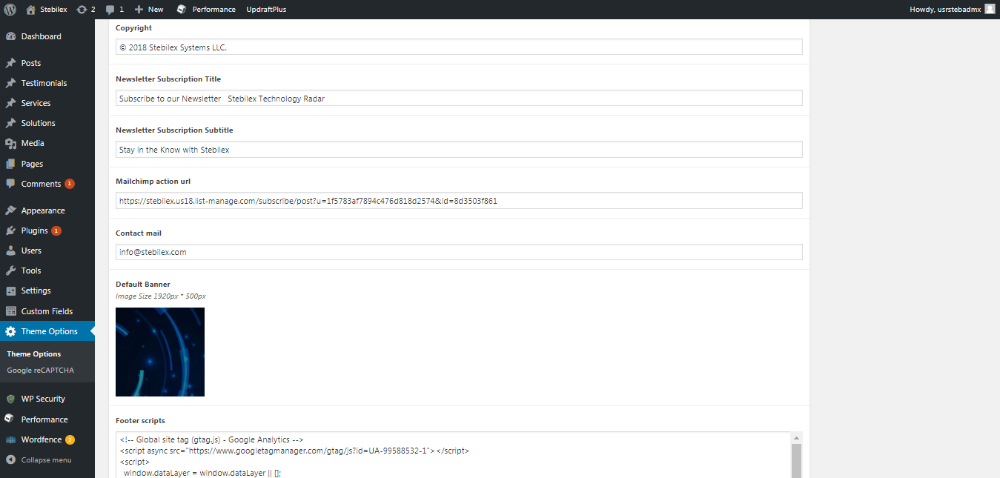 Stebilex 2 1 New Performance UpdraftPlus Howdy, usrstebadmx
Dashboard
Posts
Testimonials
Services
Solutions
Media
Pages
Comments 1
Appearance
Plugins 1
Users
Tools
Settings
Custom Fields
Theme Options
Theme Options
Google reCAPTCHA
WP Security
Performance
Wordfence 2
Collapse menu
Copyright
© 2018 Stebilex Systems LLC.
Newsletter Subscription Title
Subscribe to our Newsletter   Stebilex Technology Radar
Newsletter Subscription Subtitle
Stay in the Know with Stebilex
Mailchimp action url
https://stebilex.us18.list-manage.com/subscribe/post?u=1f5783af7894c476d818d2574&id=8d3503f861
Contact mail
info@stebilex.com
Default Banner
Image Size 1920px * 500px
Footer scripts
<!-- Global site tag (gtag.js) - Google Analytics -->
<script async src="https://www.googletagmanager.com/gtag/js?id=UA-99588532-1"></script>
<script>
window.dataLayer = window.dataLayer || [];